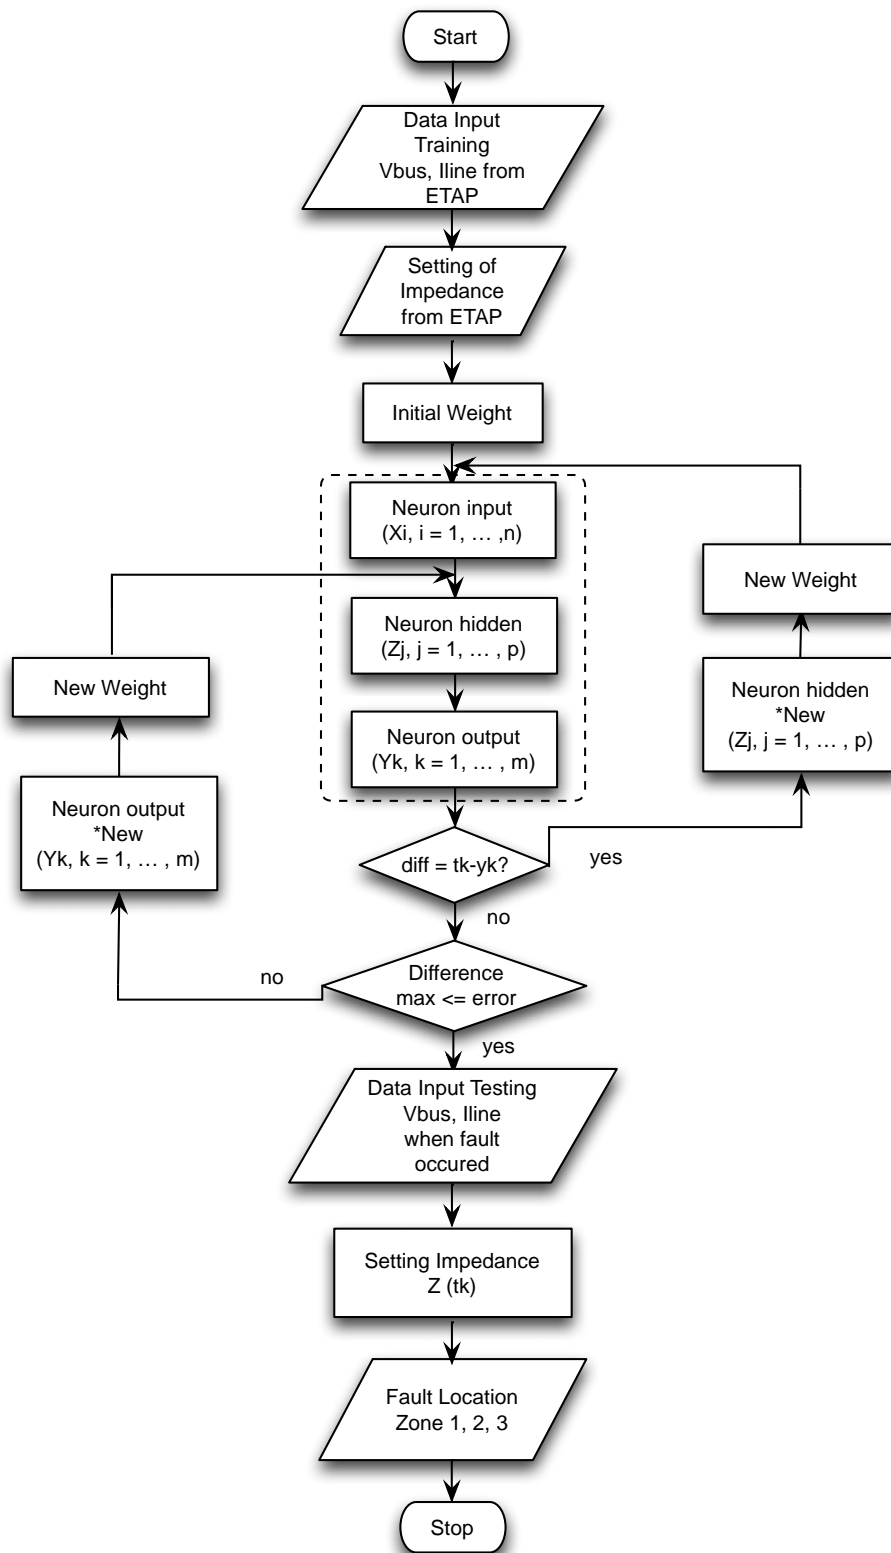 Start
Data Input
Training
Vbus, Iline from
ETAP
Setting of
Impedance
from ETAP
Initial Weight
Neuron input
(Xi, i = 1, … ,n)
New Weight
Neuron hidden
(Zj, j = 1, … , p)
New Weight
Neuron hidden
*New
(Zj, j = 1, … , p)
Neuron output
(Yk, k = 1, … , m)
Neuron output
*New
(Yk, k = 1, … , m)
diff = tk-yk?
yes
no
Difference
max <= error
no
yes
Data Input Testing
Vbus, Iline
when fault
occured
Setting Impedance
Z (tk)
Fault Location
Zone 1, 2, 3
Stop